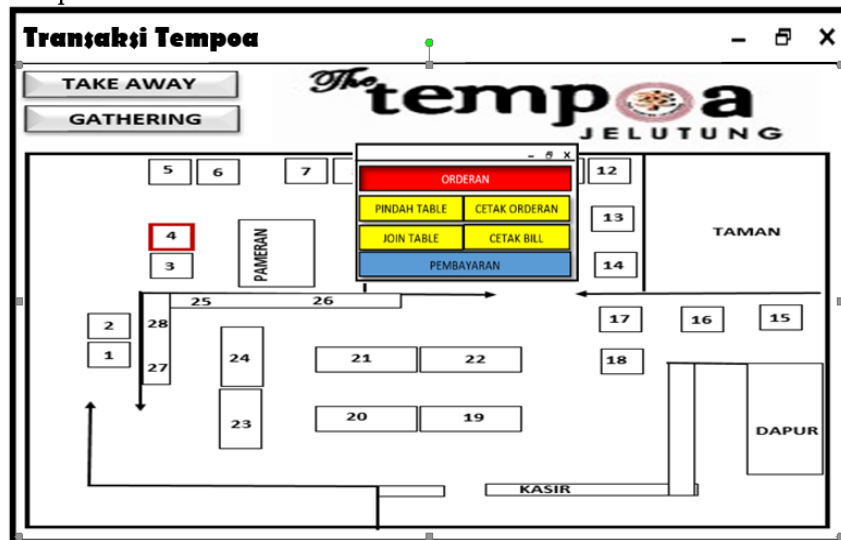 Transaksi Tempoa
TAKE AWAY
GATHERING
The tempoa
JELUTUNG
ORDERAN
PINDAH TABLE
CETAK ORDERAN
JOIN TABLE
CETAK BILL
PEMBAYARAN
5
6
7
12
4
13
3
PAMERAN
14
TAMAN
25
26
2
28
17
16
15
1
27
24
21
22
18
23
20
19
DAPUR
KASIR